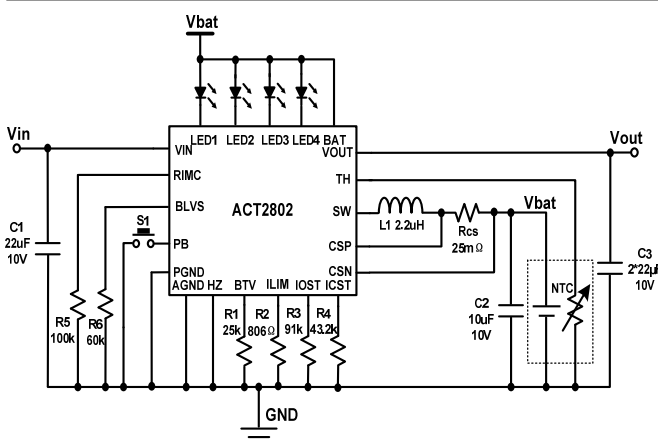 Vbat
LED1 LED2 LED3 LED4 BAT
Vin
VIN
VOUT
Vout
RIMC
TH
BLVS
ACT2802
SW
L1 2.2uH
Rcs
25mΩ
Vbat
S1
PB
CSP
CSN
C1
22uF
10V
PGND
AGND HZ BTV ILIM IOST ICST
C3
2*22µ
10V
NTC
C2
10uF
10V
R5
100k
R6
60k
R1
25k
R2
806Ω
R3
91k
R4
43.2k
GND